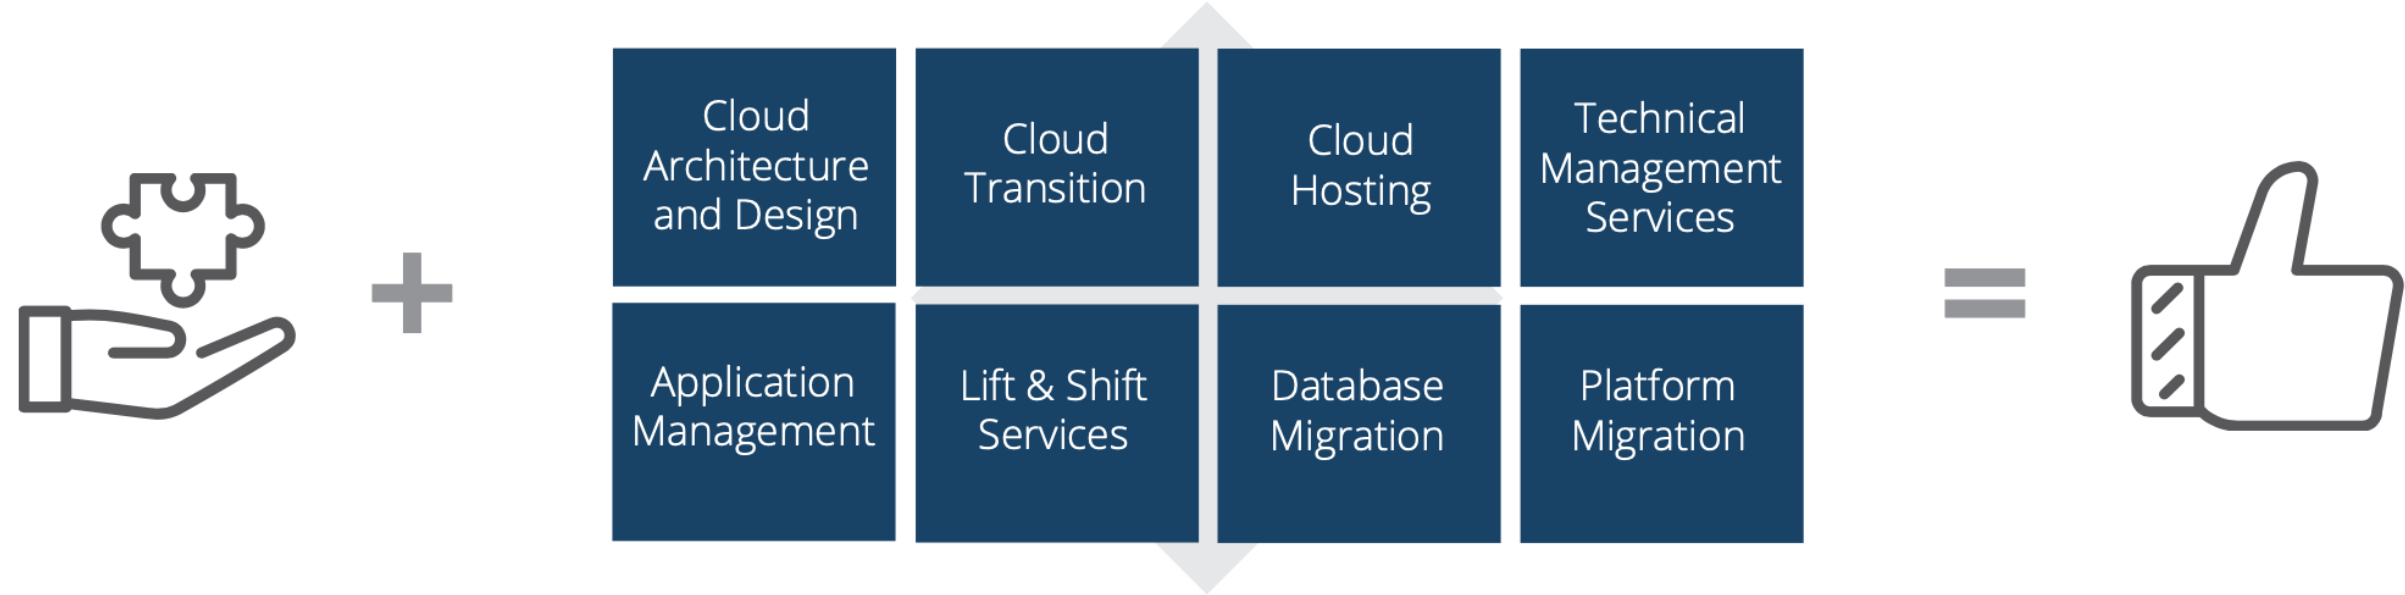 Cloud
Architecture
and Design
Cloud
Transition
Cloud
Hosting
Technical
Management
Services
Application
Management
Lift & Shift
Services
Database
Migration
Platform
Migration